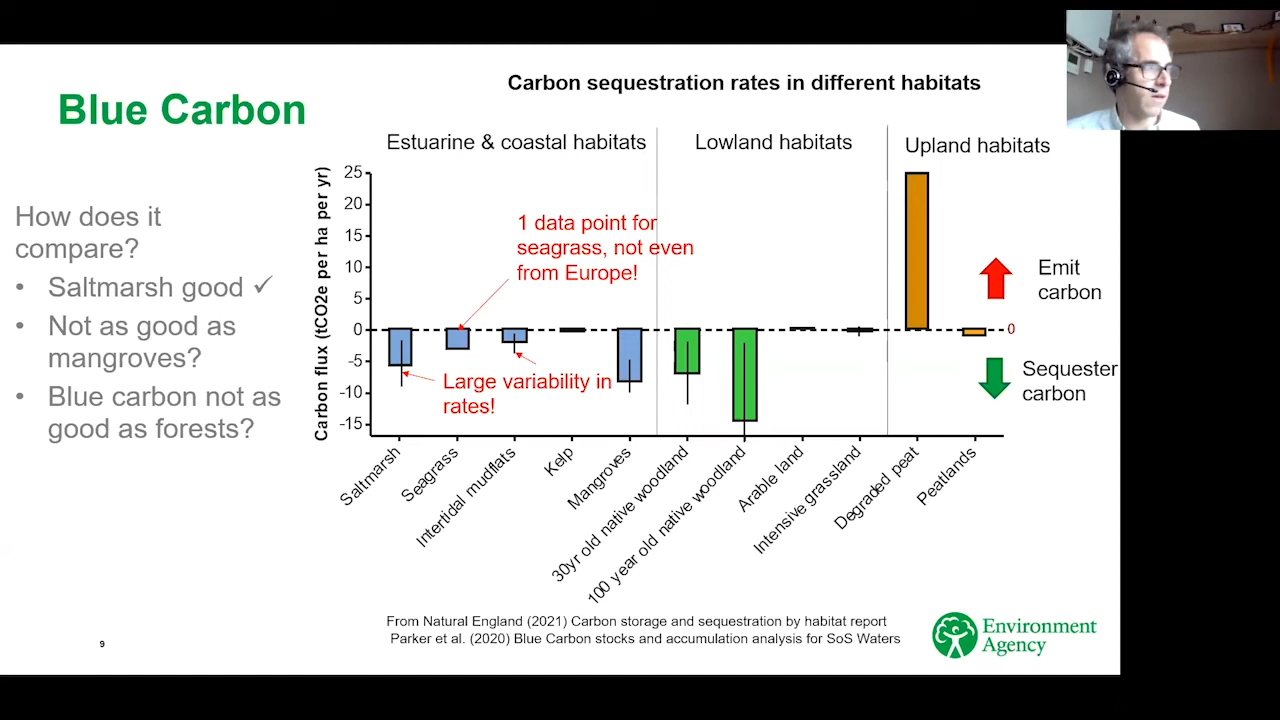 Carbon sequestration rates in different habitats
Blue Carbon
How does it
compare?
• Saltmarsh good ✓
• Not as good as
mangroves?
• Blue carbon not as
good as forests?
Estuarine & coastal habitats
Lowland habitats
Upland habitats
Carbon flux (tCO2e per ha per yr)
25
20
15
10
5
0
-5
-10
-15
1 data point for
seagrass, not even
from Europe!
Large variability in
rates!
Emit
carbon
0
Sequester
carbon
Saltmarsh
Seagrass
Intertidal mudflats
Kelp
Mangroves
30yr old native woodland
100 year old native woodland
Arable land
Intensive grassland
Degraded peat
Peatlands
From Natural England (2021) Carbon storage and sequestration by habitat report
Parker et al. (2020) Blue Carbon stocks and accumulation analysis for SoS Waters
Environment
Agency
9